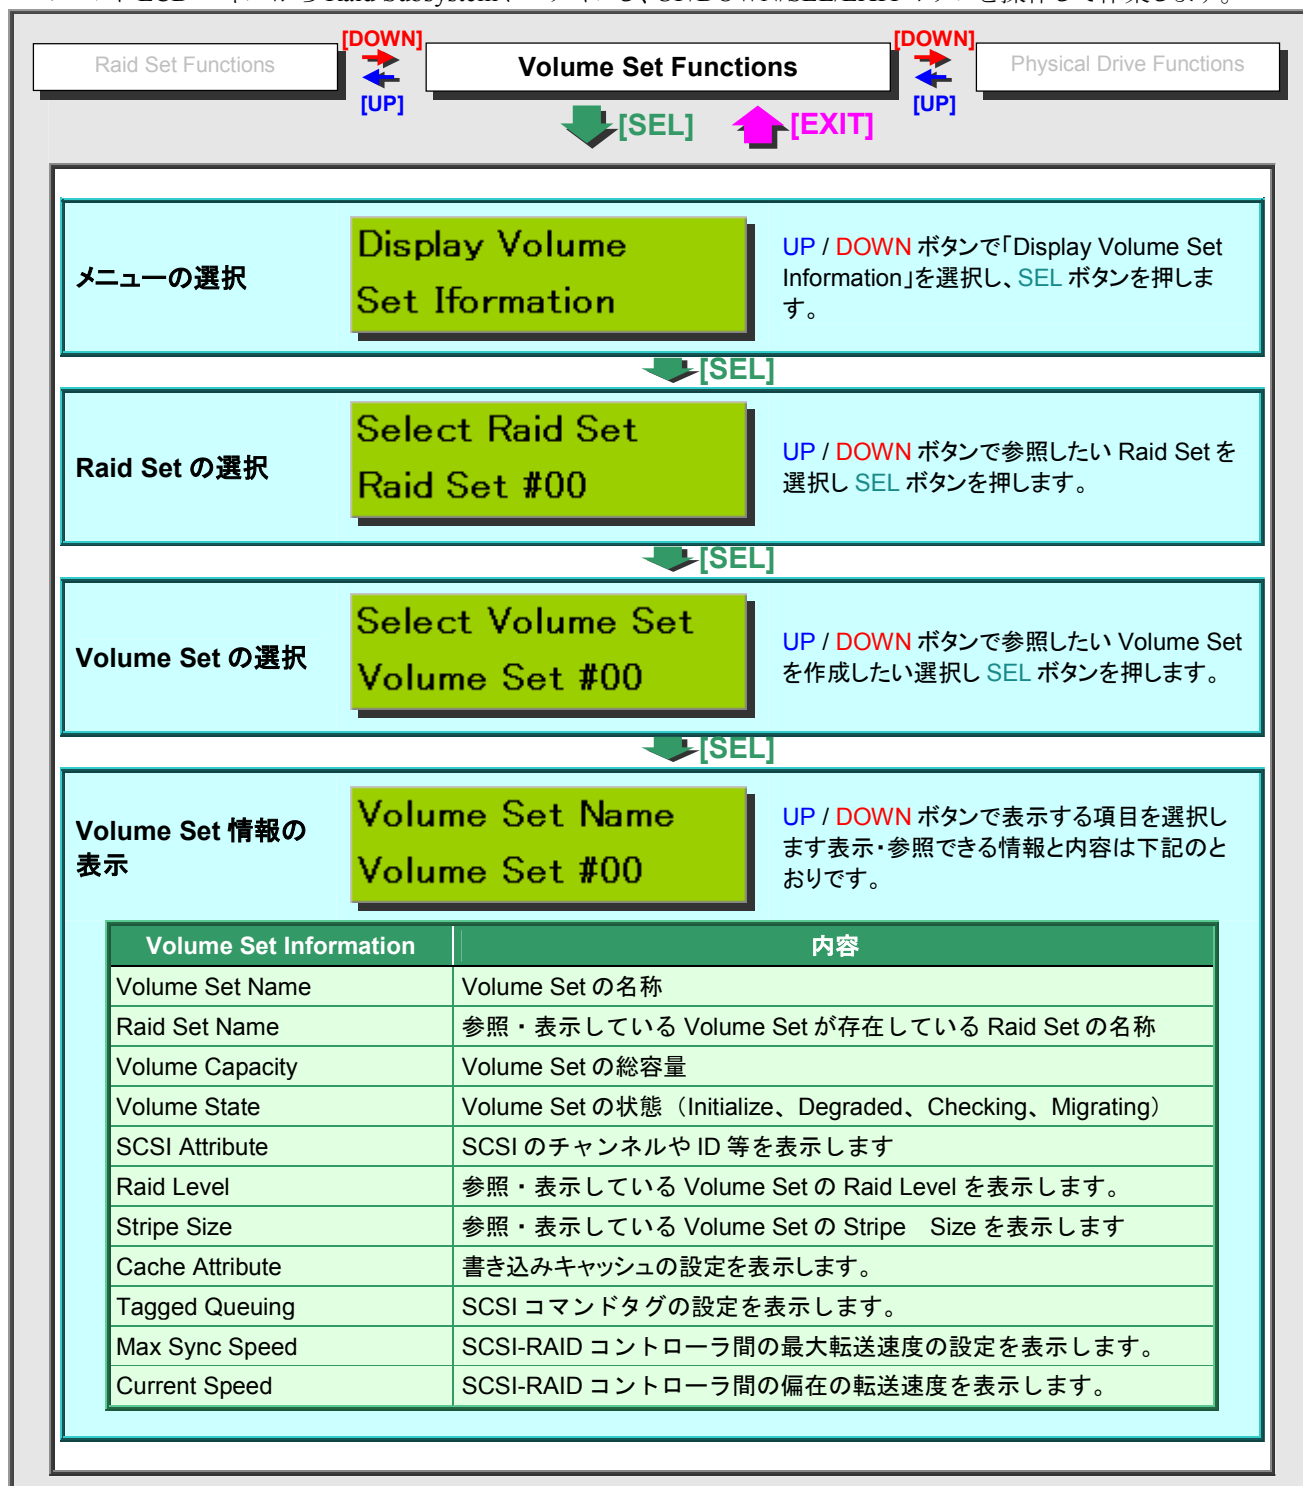 [DOWN]
[DOWN]
Raid Set Functions
Volume Set Functions
Physical Drive Functions
[UP]
[UP]
[SEL]
[EXIT]
メニューの選択
Display Volume
Set Iformation
UP / DOWN ボタンで「Display Volume Set
Information」を選択し、SEL ボタンを押しま
す。
[SEL]
Raid Set の選択
Select Raid Set
Raid Set #00
UP / DOWN ボタンで参照したい Raid Set を
選択し SEL ボタンを押します。
[SEL]
Volume Set の選択
Select Volume Set
Volume Set #00
UP / DOWN ボタンで参照したい Volume Set
を作成したい選択し SEL ボタンを押します。
[SEL]
Volume Set 情報の
表示
Volume Set Name
Volume Set #00
UP / DOWN ボタンで表示する項目を選択し
ます表示・参照できる情報と内容は下記のと
おりです。
Volume Set Information 内容
Volume Set Name Volume Set の名称
Raid Set Name 参照・表示している Volume Set が存在している Raid Set の名称
Volume Capacity Volume Set の総容量
Volume State Volume Set の状態（Initialize、Degraded、Checking、Migrating）
SCSI Attribute SCSI のチャンネルや ID 等を表示します
Raid Level 参照・表示している Volume Set の Raid Level を表示します。
Stripe Size 参照・表示している Volume Set の Stripe　Size を表示します
Cache Attribute 書き込みキャッシュの設定を表示します。
Tagged Queuing SCSI コマンドタグの設定を表示します。
Max Sync Speed SCSI-RAID コントローラ間の最大転送速度の設定を表示します。
Current Speed SCSI-RAID コントローラ間の偏在の転送速度を表示します。